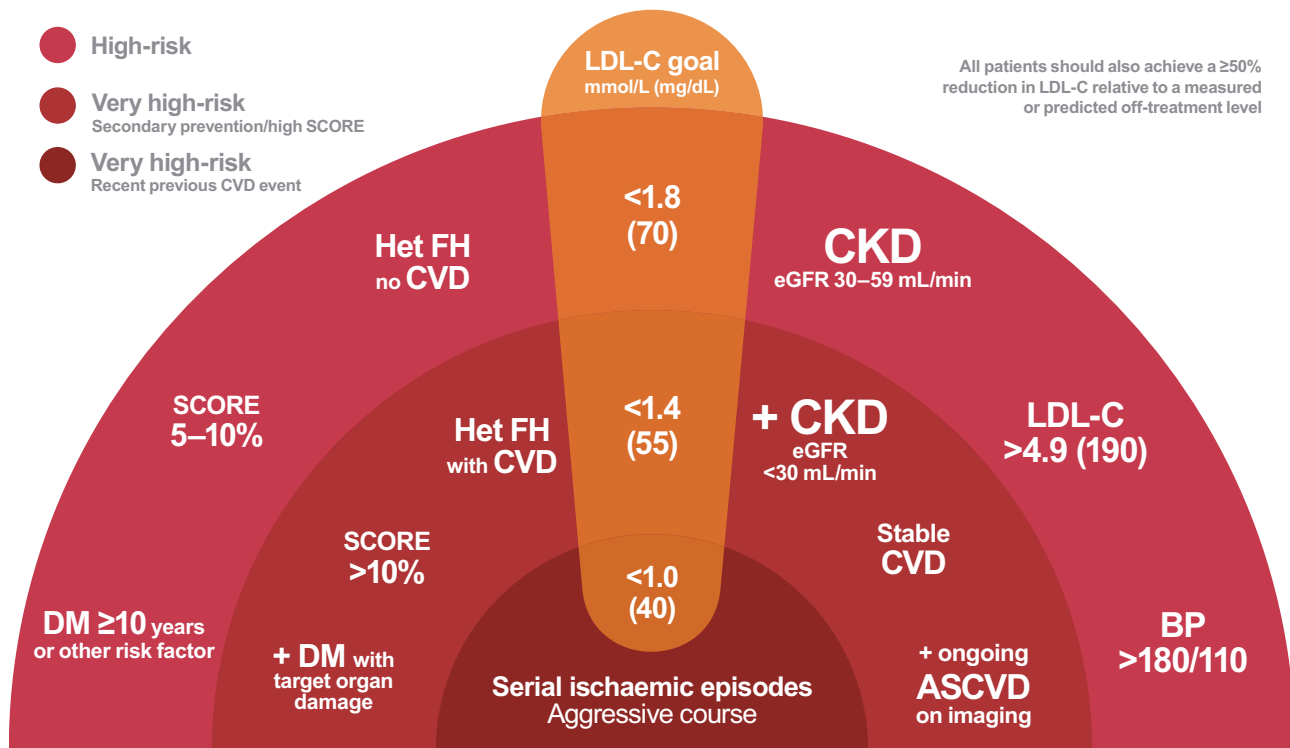 High-risk
Very high-risk
Secondary prevention/high SCORE
Very high-risk
Recent previous CVD event
LDL-C goal
mmol/L (mg/dL)
All patients should also achieve a ≥50%
reduction in LDL-C relative to a measured
or predicted off-treatment level
<1.8
(70)
Het FH
no CVD
CKD
eGFR 30–59 mL/min
SCORE
5–10%
LDL-C
>4.9 (190)
DM ≥10 years
or other risk factor
BP
>180/110
<1.4
(55)
Het FH
with CVD
+ CKD
eGFR
<30 mL/min
SCORE
>10%
Stable
CVD
+ DM with
target organ
damage
+ ongoing
ASCVD
on imaging
<1.0
(40)
Serial ischaemic episodes
Aggressive course